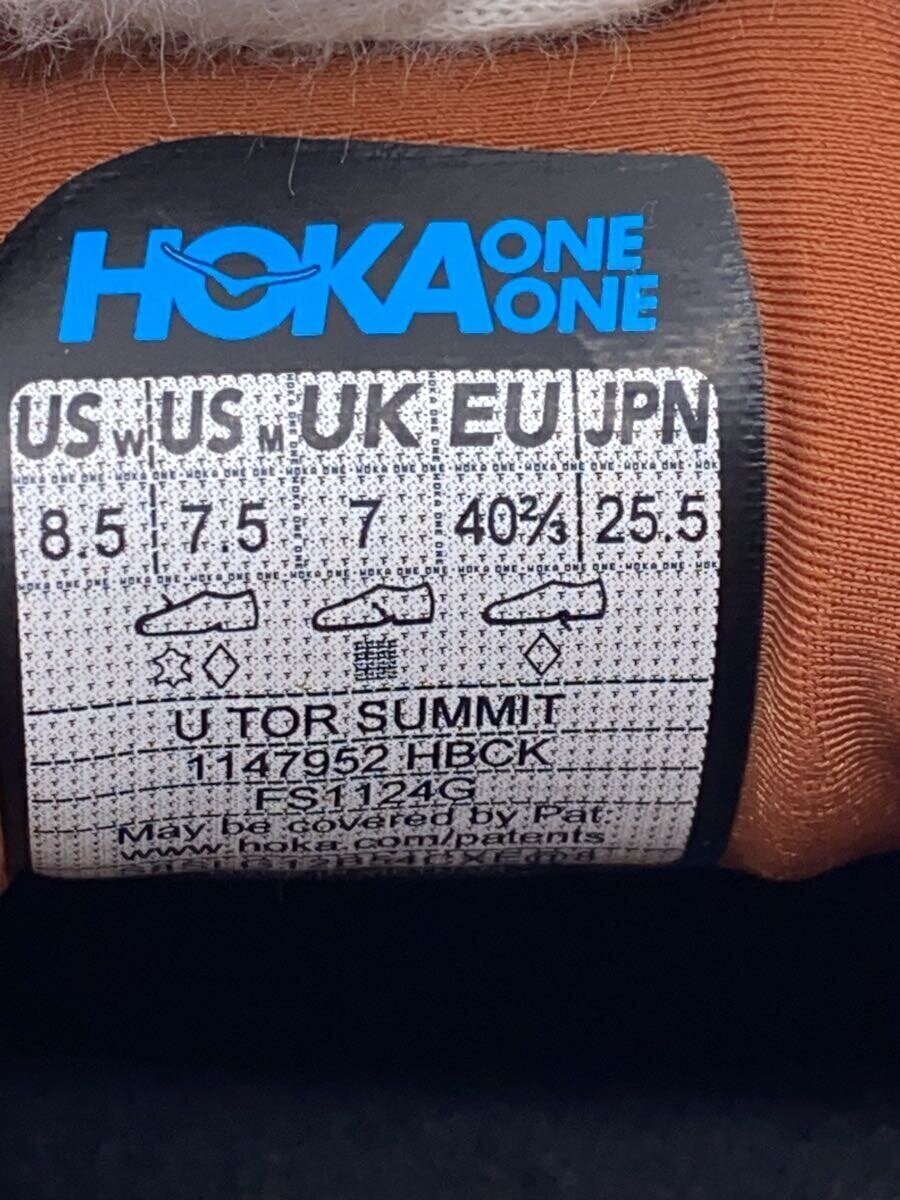 HOKA ONE ONE
US W US M UK EU JPN
8.5 7.5 7 40⅔ 25.5
U TOR SUMMIT
1147952 HBCK
FS1124G
May be covered by Pat:
www.hoka.com/patents